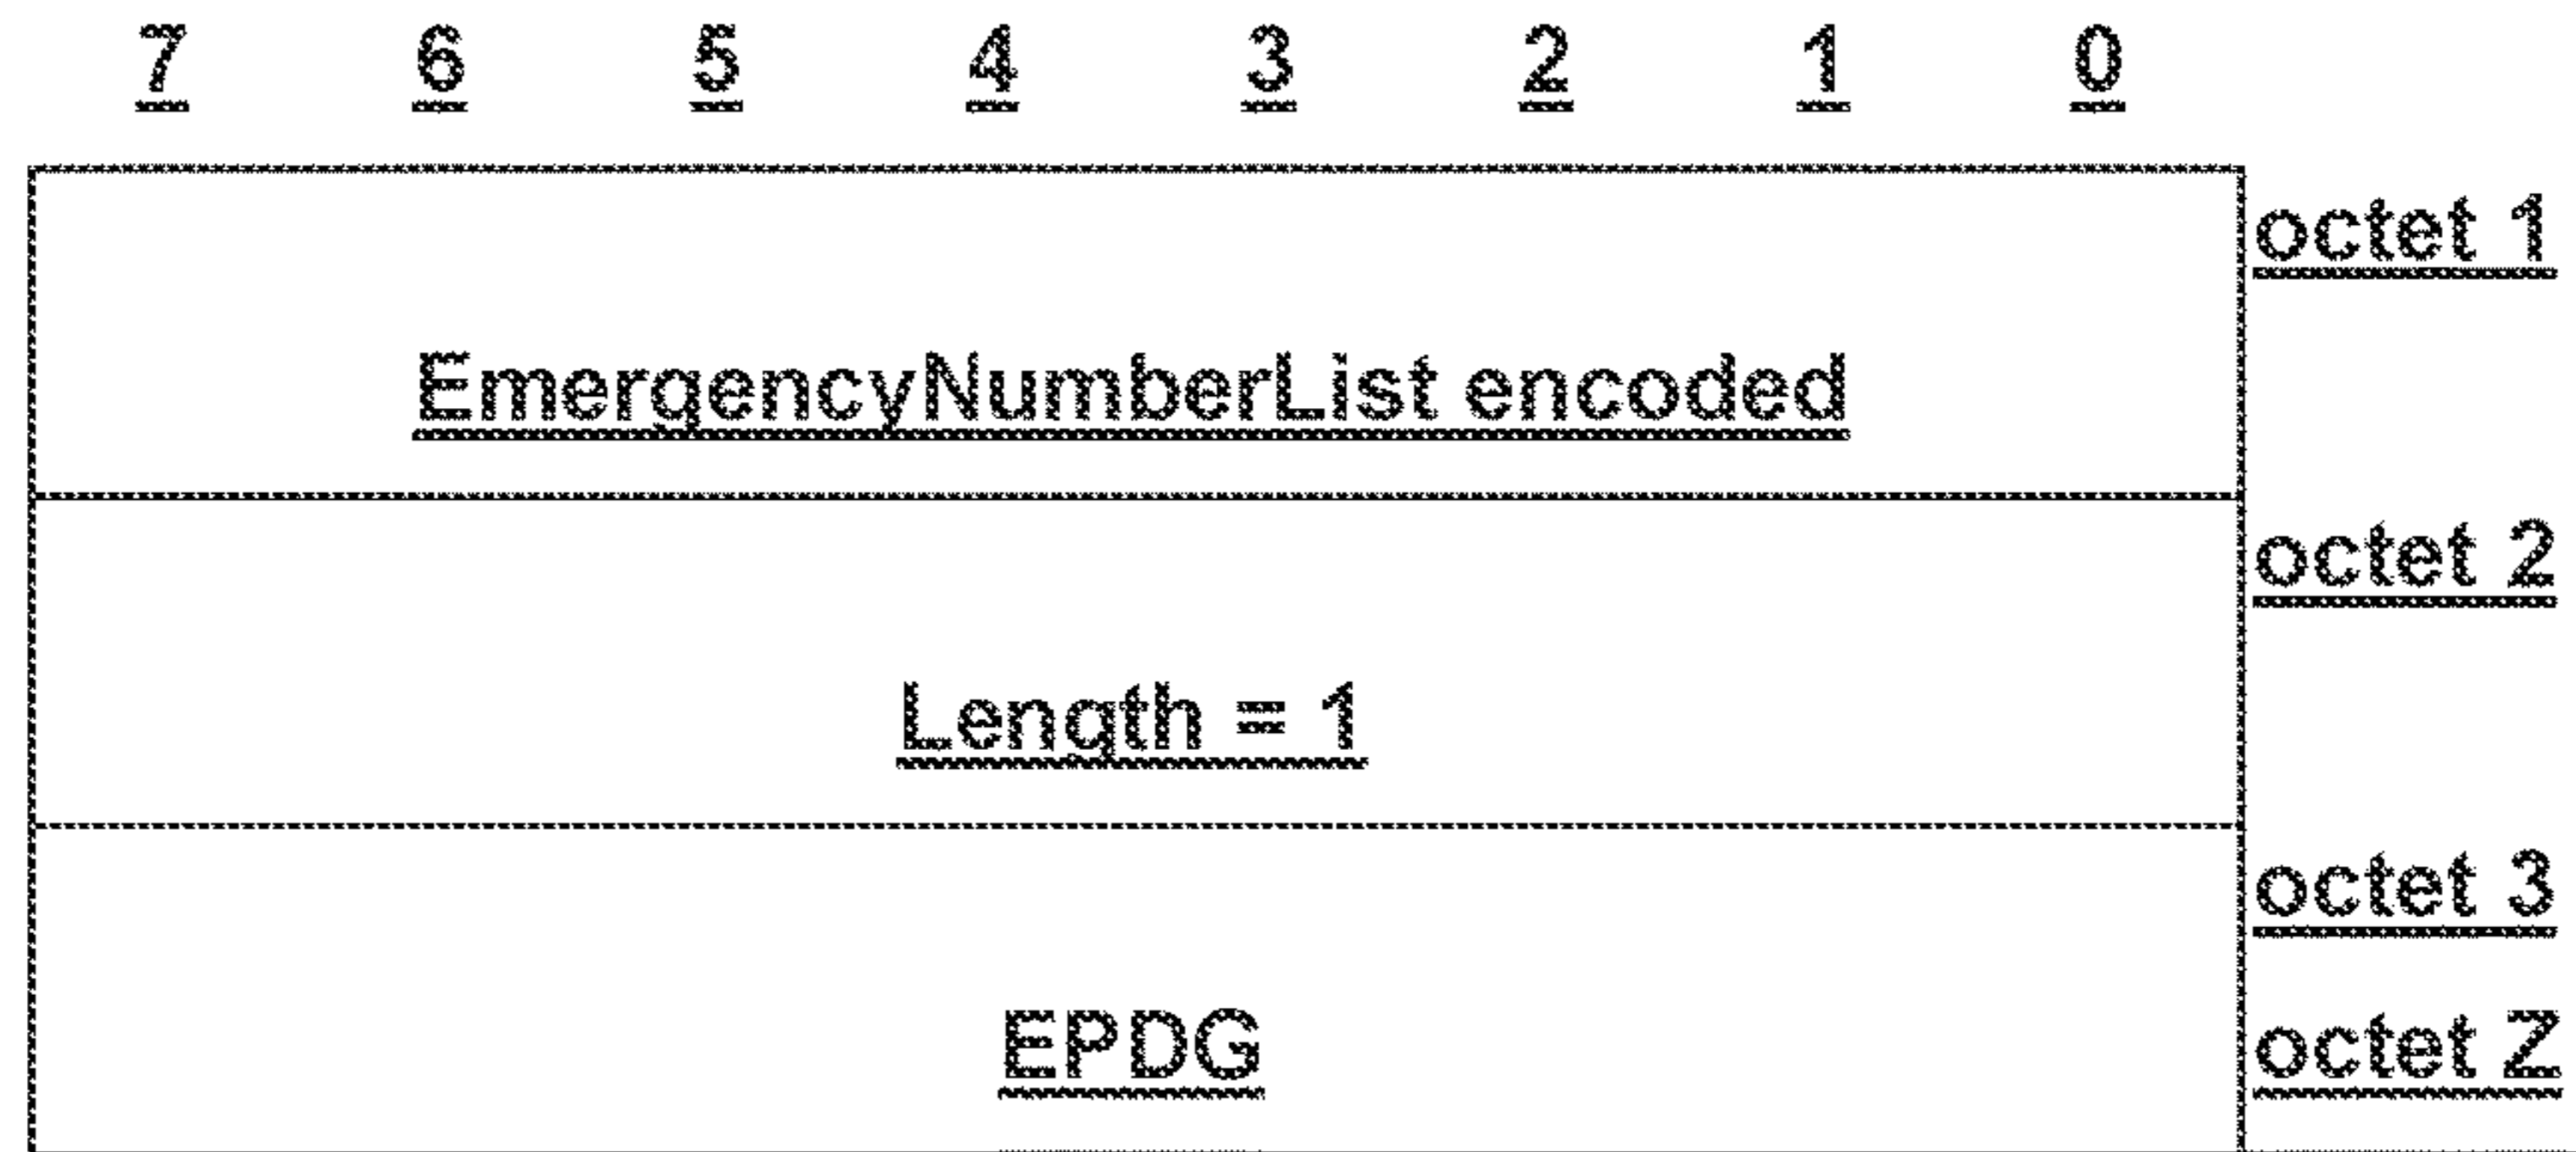 7 6 5 4 3 2 1 0
octet 1
EmergencyNumberList encoded
octet 2
Length = 1
octet 3
EPDG octet Z